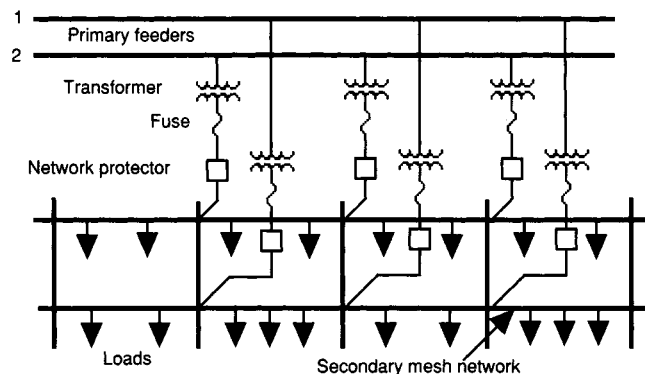 1
Primary feeders
2
Transformer
Fuse
Network protector
Loads
Secondary mesh network